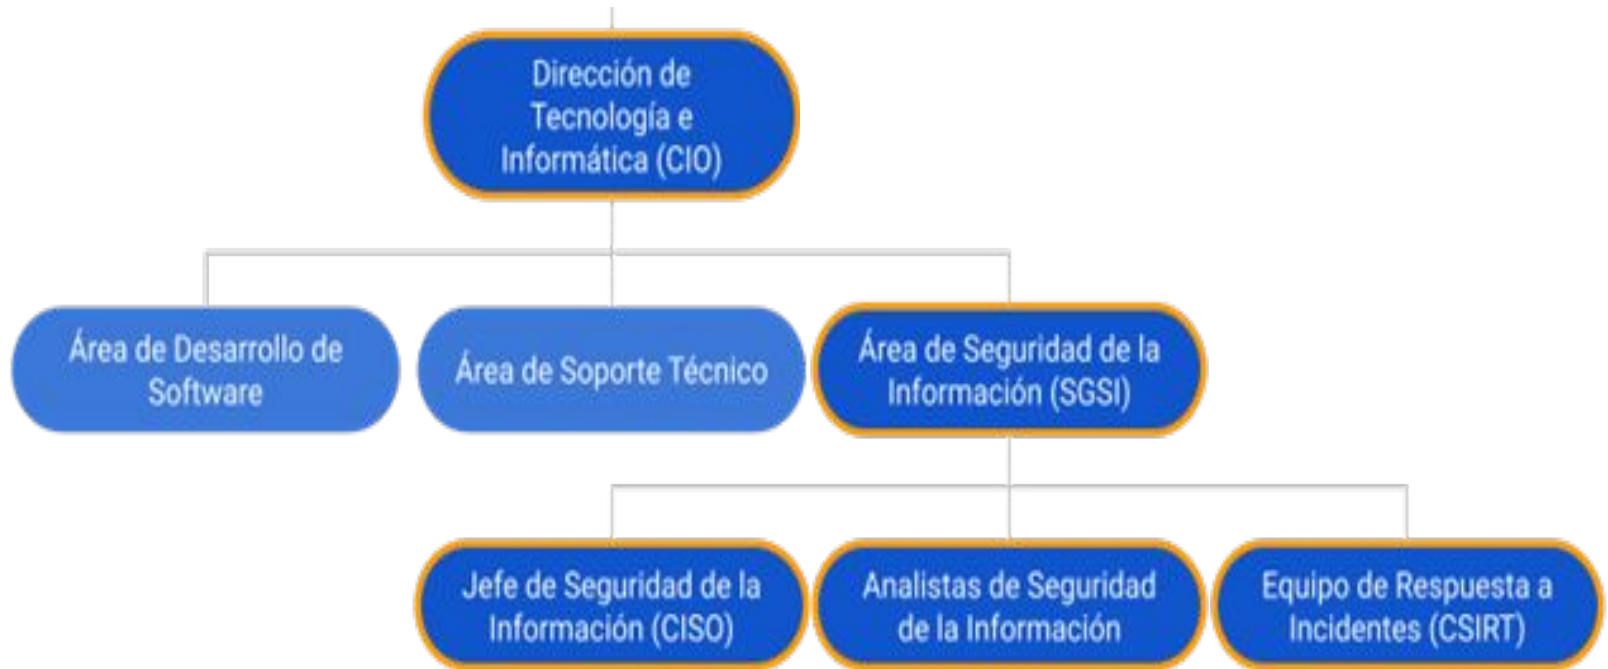 Dirección de
Tecnología e
Informática (CIO)
Área de Desarrollo de
Software
Área de Soporte Técnico
Área de Seguridad de la
Información (SGSI)
Jefe de Seguridad de la
Información (CISO)
Analistas de Seguridad
de la Información
Equipo de Respuesta a
Incidentes (CSIRT)